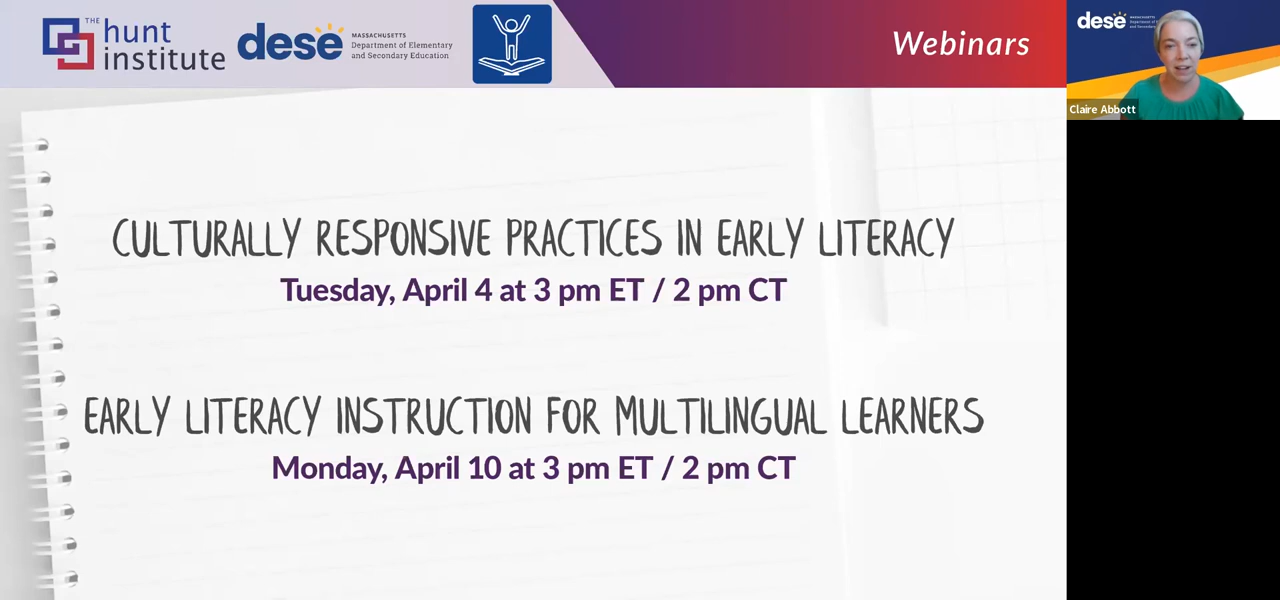 THE
hunt
institute
dese
MASSACHUSETTS
Department of Elementary
and Secondary Education
Webinars
dese
Claire Abbott
CULTURALLY RESPONSIVE PRACTICES IN EARLY LITERACY
Tuesday, April 4 at 3 pm ET / 2 pm CT
EARLY LITERACY INSTRUCTION FOR MULTILINGUAL LEARNERS
Monday, April 10 at 3 pm ET / 2 pm CT